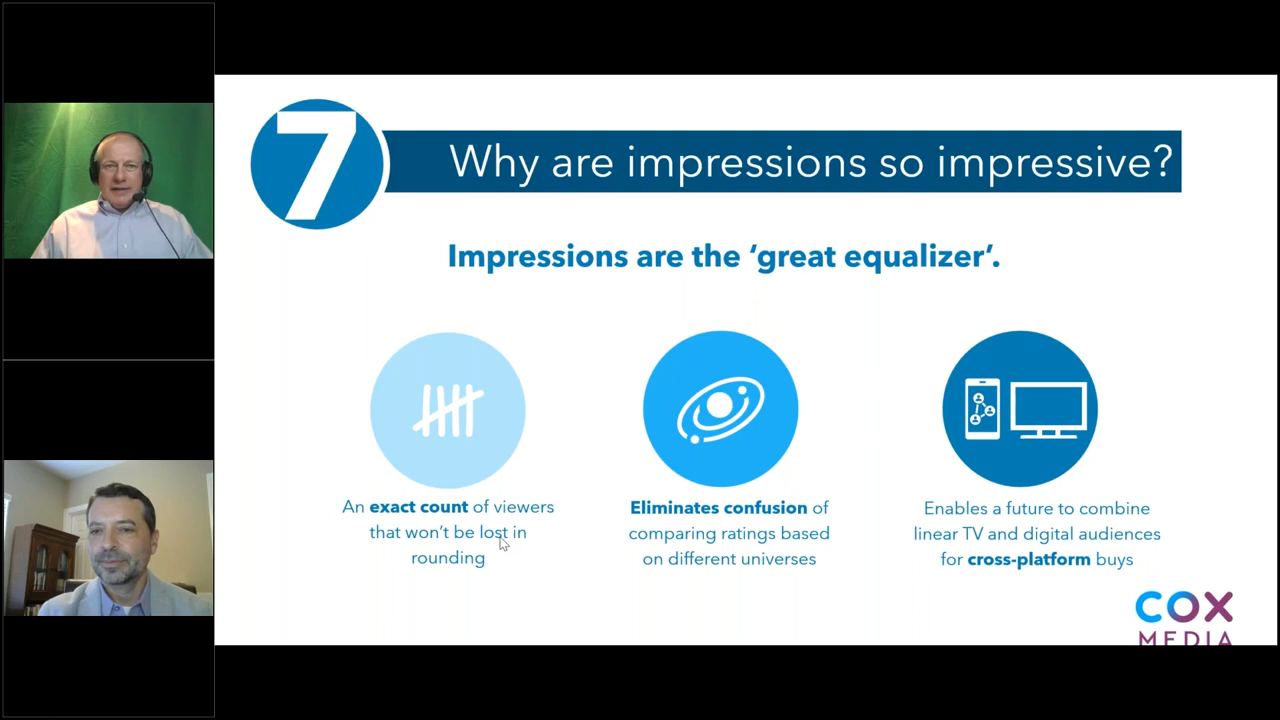 7
Why are impressions so impressive?
Impressions are the ‘great equalizer’.
An exact count of viewers
that won’t be lost in
rounding
Eliminates confusion of
comparing ratings based
on different universes
Enables a future to combine
linear TV and digital audiences
for cross-platform buys
COX
MEDIA